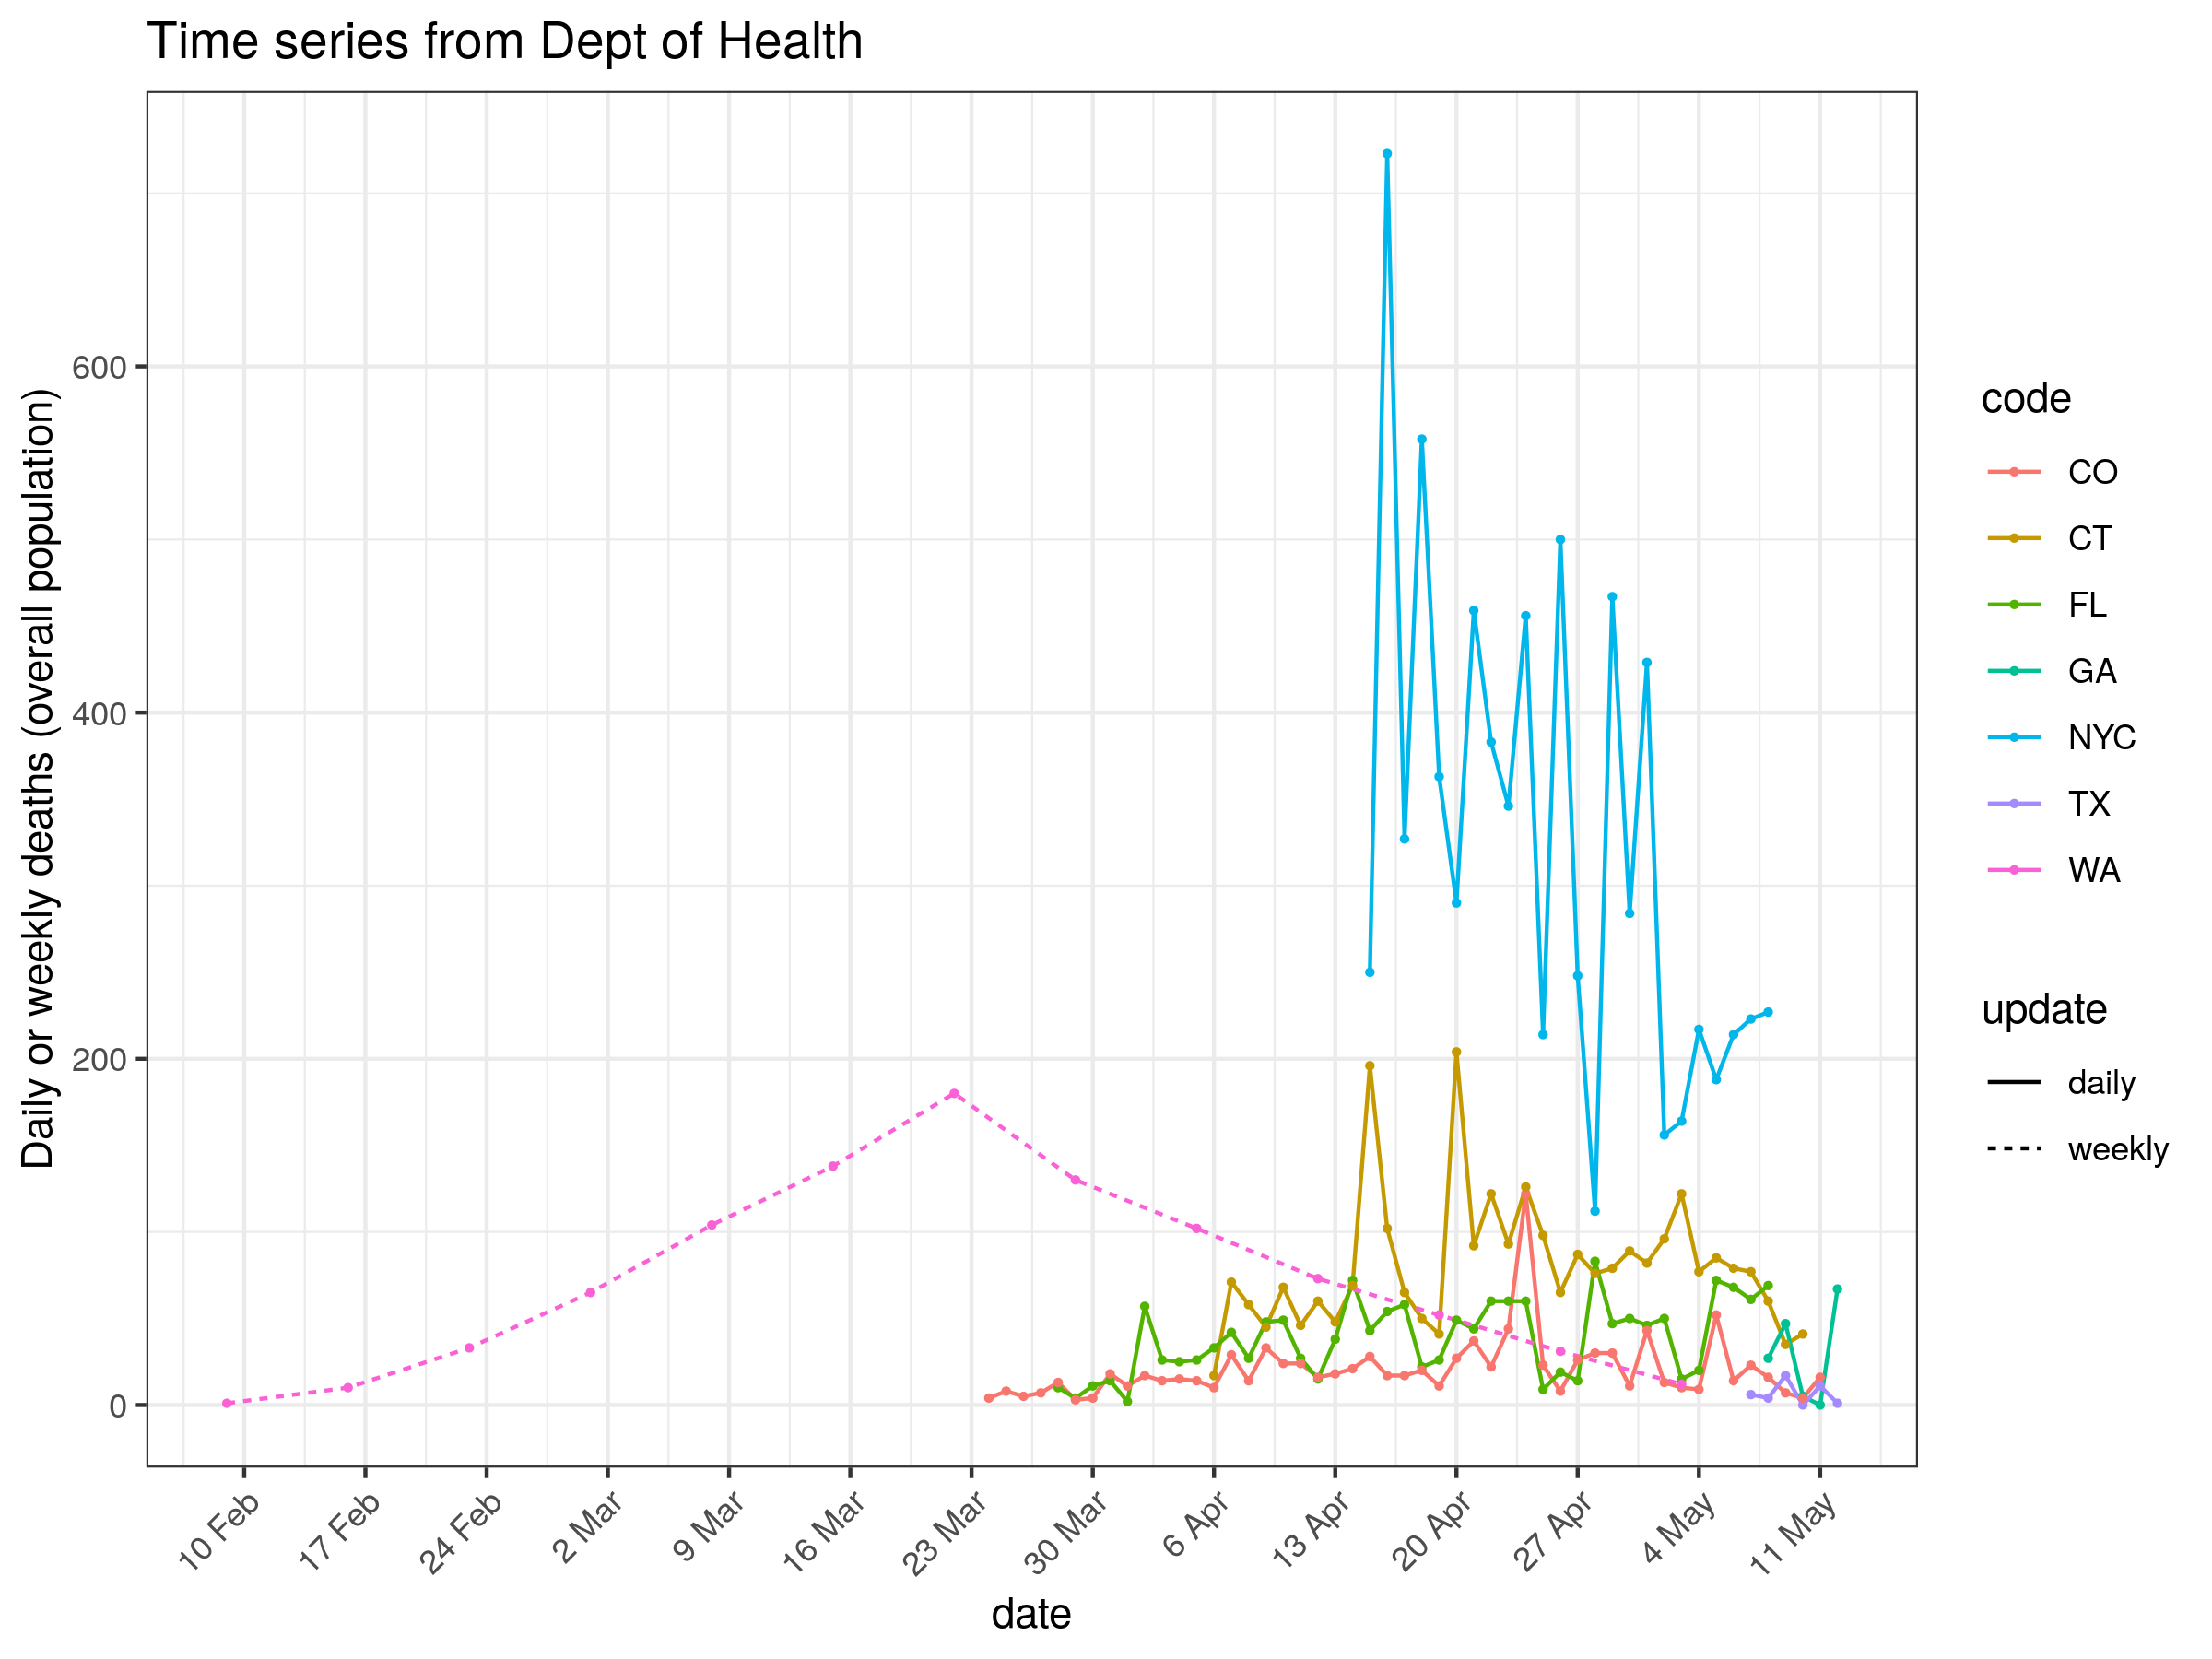 Time series from Dept of Health
Daily or weekly deaths (overall population)
600
400
200
0
10 Feb
17 Feb
24 Feb
2 Mar
9 Mar
16 Mar
23 Mar
30 Mar
6 Apr
13 Apr
20 Apr
27 Apr
4 May
11 May
date
code
CO
CT
FL
GA
NYC
TX
WA
update
daily
weekly